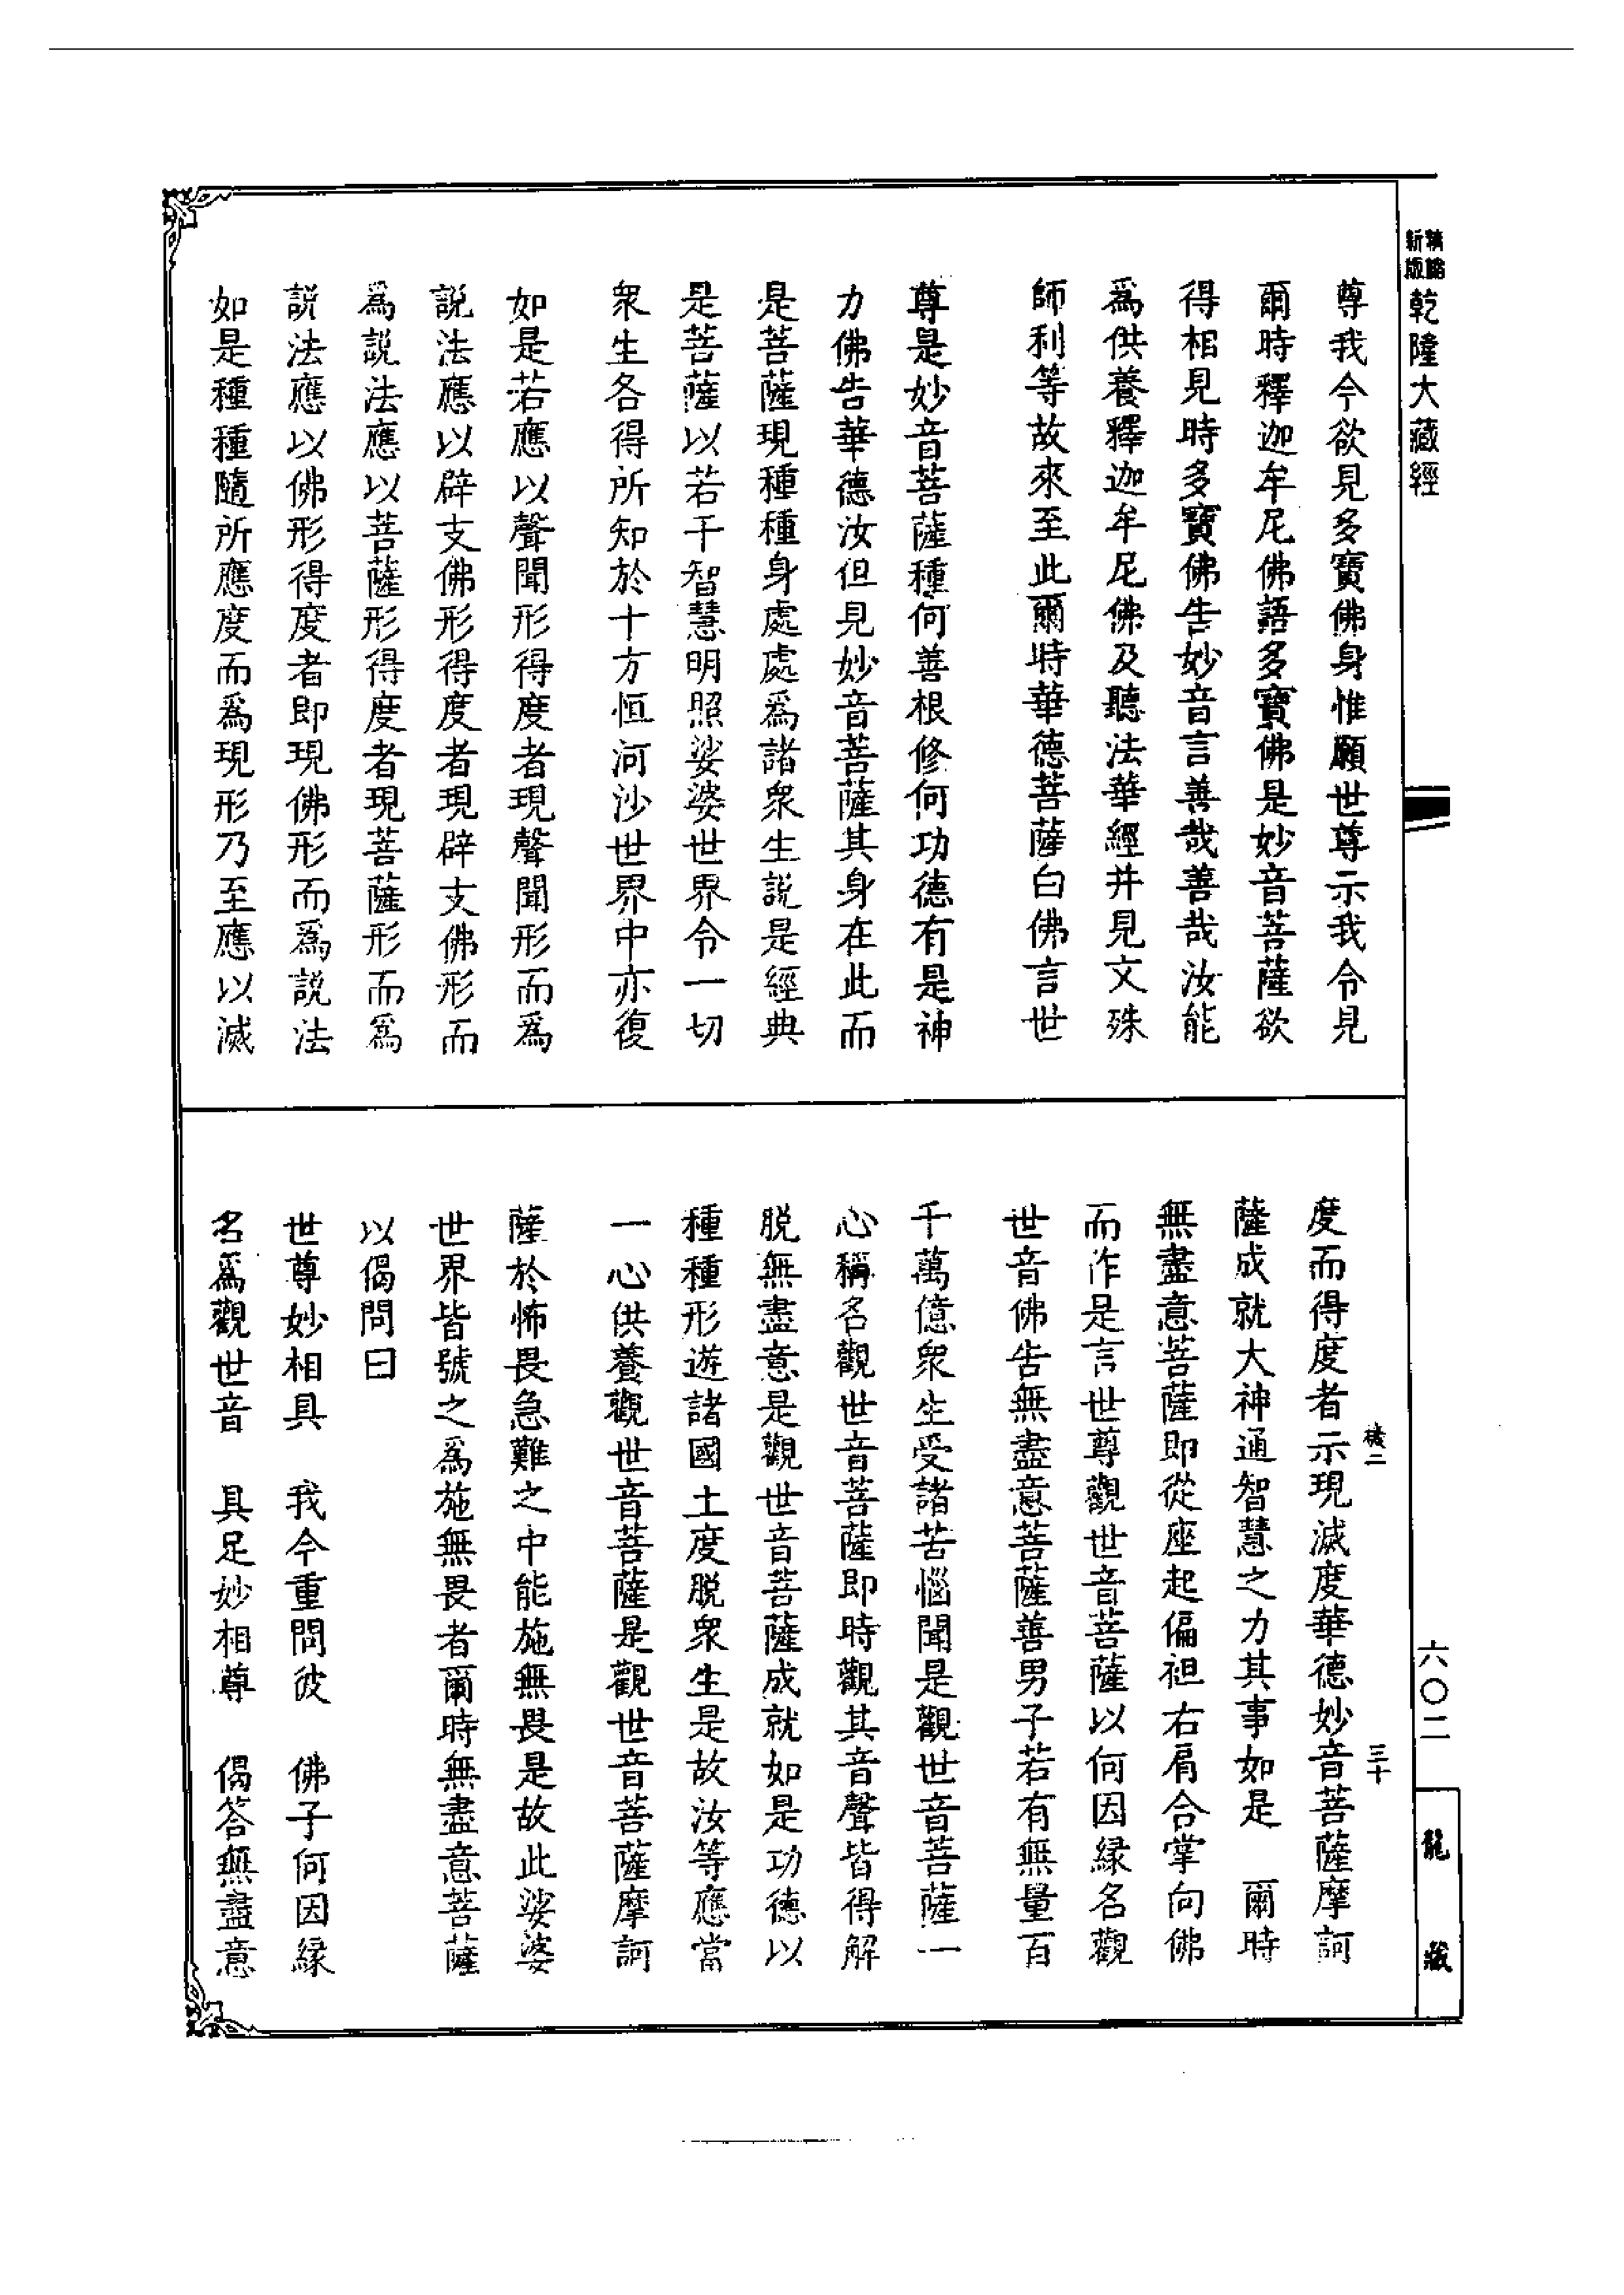 新版
乾隆大藏經
尊我今欲見多寶佛身惟願世尊示我令見
爾時釋迦牟尼佛語多寶佛是妙音菩薩欲
得相見時多寶佛告妙音言善哉善哉汝能
爲供養釋迦牟尼佛及聽法華經并見文殊
師利等故來至此爾時華德菩薩白佛言世
尊是妙音菩薩種何善根修何功德有是神
力佛告華德汝但見妙音菩薩其身在此而
是菩薩現種種身處處爲諸衆生說是經典
是菩薩以若干智慧明照娑婆世界令一切
衆生各得所知於十方恒河沙世界中亦復
如是若應以聲聞形得度者現聲聞形而爲
說法應以辟支佛形得度者現辟支佛形而
爲說法應以菩薩形得度者現菩薩形而爲
說法應以佛形得度者即現佛形而爲說法
如是種種隨所應度而爲現形乃至應以滅
度而得度者示現滅度華德妙音菩薩摩訶
薩成就大神通智慧之力其事如是　爾時
無盡意菩薩即從座起偏袒右肩合掌向佛
而作是言世尊觀世音菩薩以何因緣名觀
世音佛告無盡意菩薩善男子若有無量百
千萬億衆生受諸苦惱聞是觀世音菩薩一
心稱名觀世音菩薩即時觀其音聲皆得解
脫無盡意是觀世音菩薩成就如是功德以
種種形遊諸國土度脫衆生是故汝等應當
一心供養觀世音菩薩是觀世音菩薩摩訶
薩於怖畏急難之中能施無畏是故此娑婆
世界皆號之爲施無畏者爾時無盡意菩薩
以偈問曰
世尊妙相具　我今重問彼　佛子何因緣
名爲觀世音　具足妙相尊　偈答無盡意
三十
六〇二
龍藏